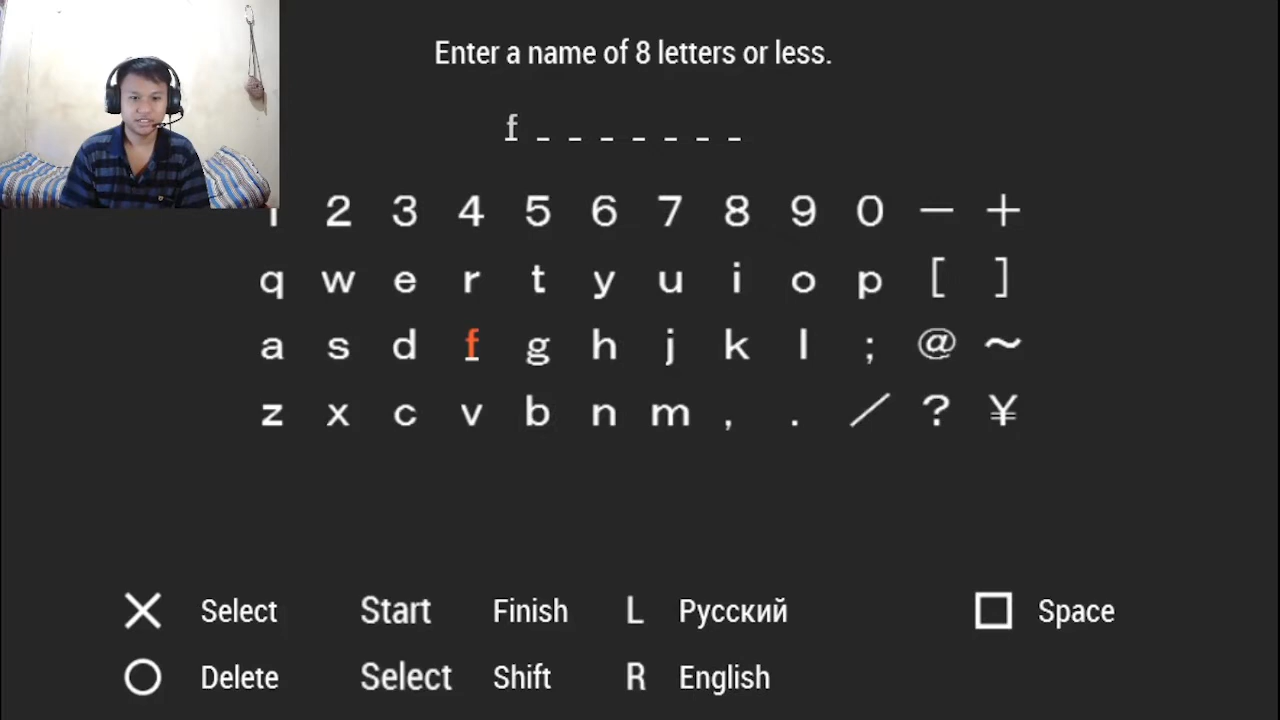 Enter a name of 8 letters or less.
f _ _ _ _ _ _ _
1 2 3 4 5 6 7 8 9 0 - +
q w e r t y u i o p [ ]
a s d f g h j k l ; @ ~
z x c v b n m , . / ? ¥
Select Start Finish L Русский Space
Delete Select Shift R English